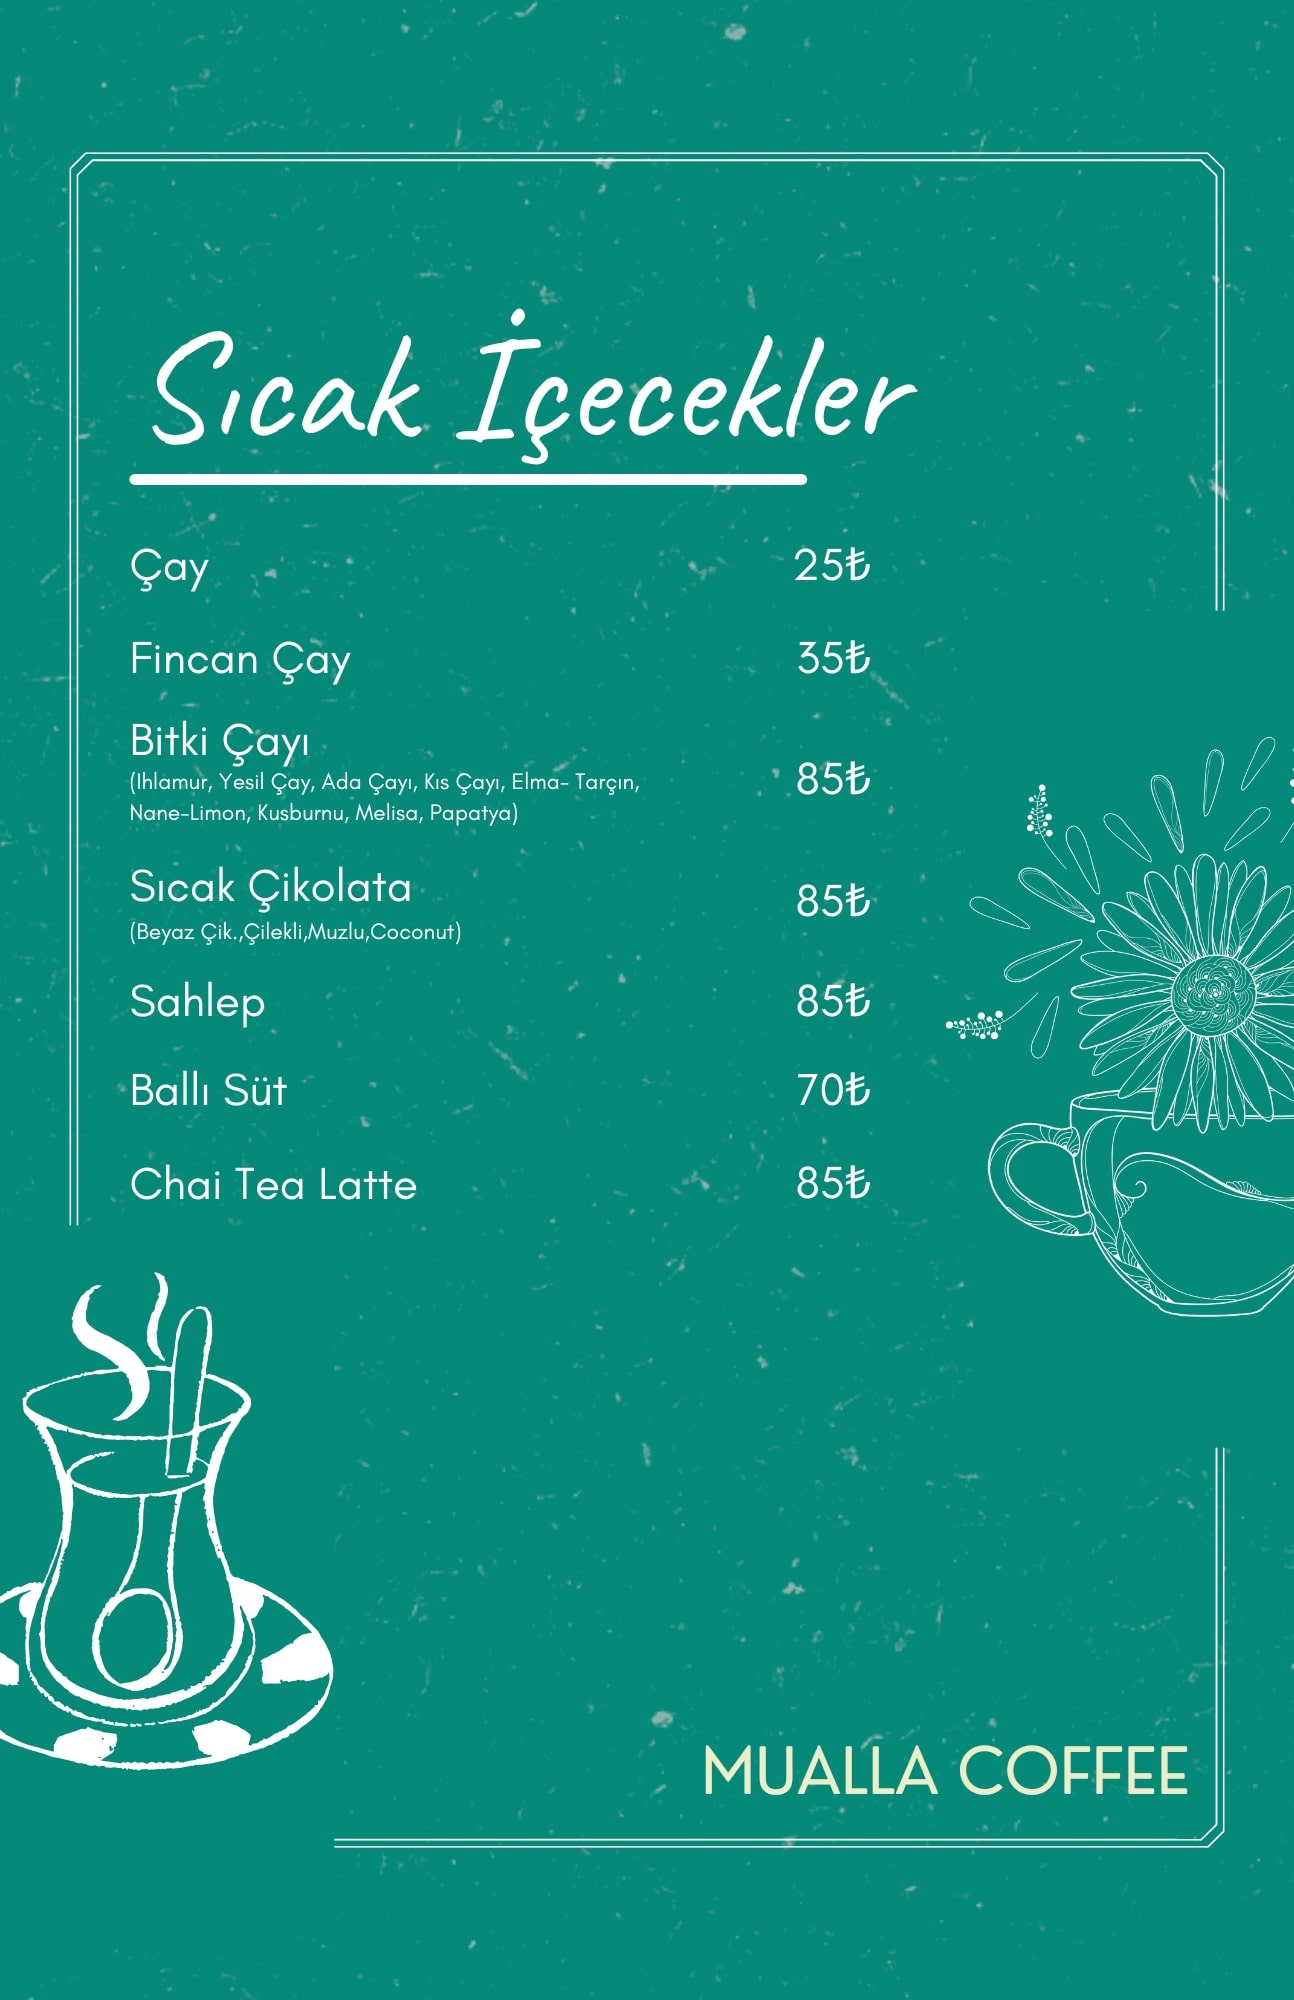 Sıcak İçecekler
Çay 25₺
Fincan Çay 35₺
Bitki Çayı
(Ihlamur, Yesil Çay, Ada Çayı, Kıs Çayı, Elma- Tarçın,
Nane-Limon, Kusburnu, Melisa, Papatya)
85₺
Sıcak Çikolata
(Beyaz Çik.,Çilekli,Muzlu,Coconut)
85₺
Sahlep 85₺
Ballı Süt 70₺
Chai Tea Latte 85₺
MUALLA COFFEE